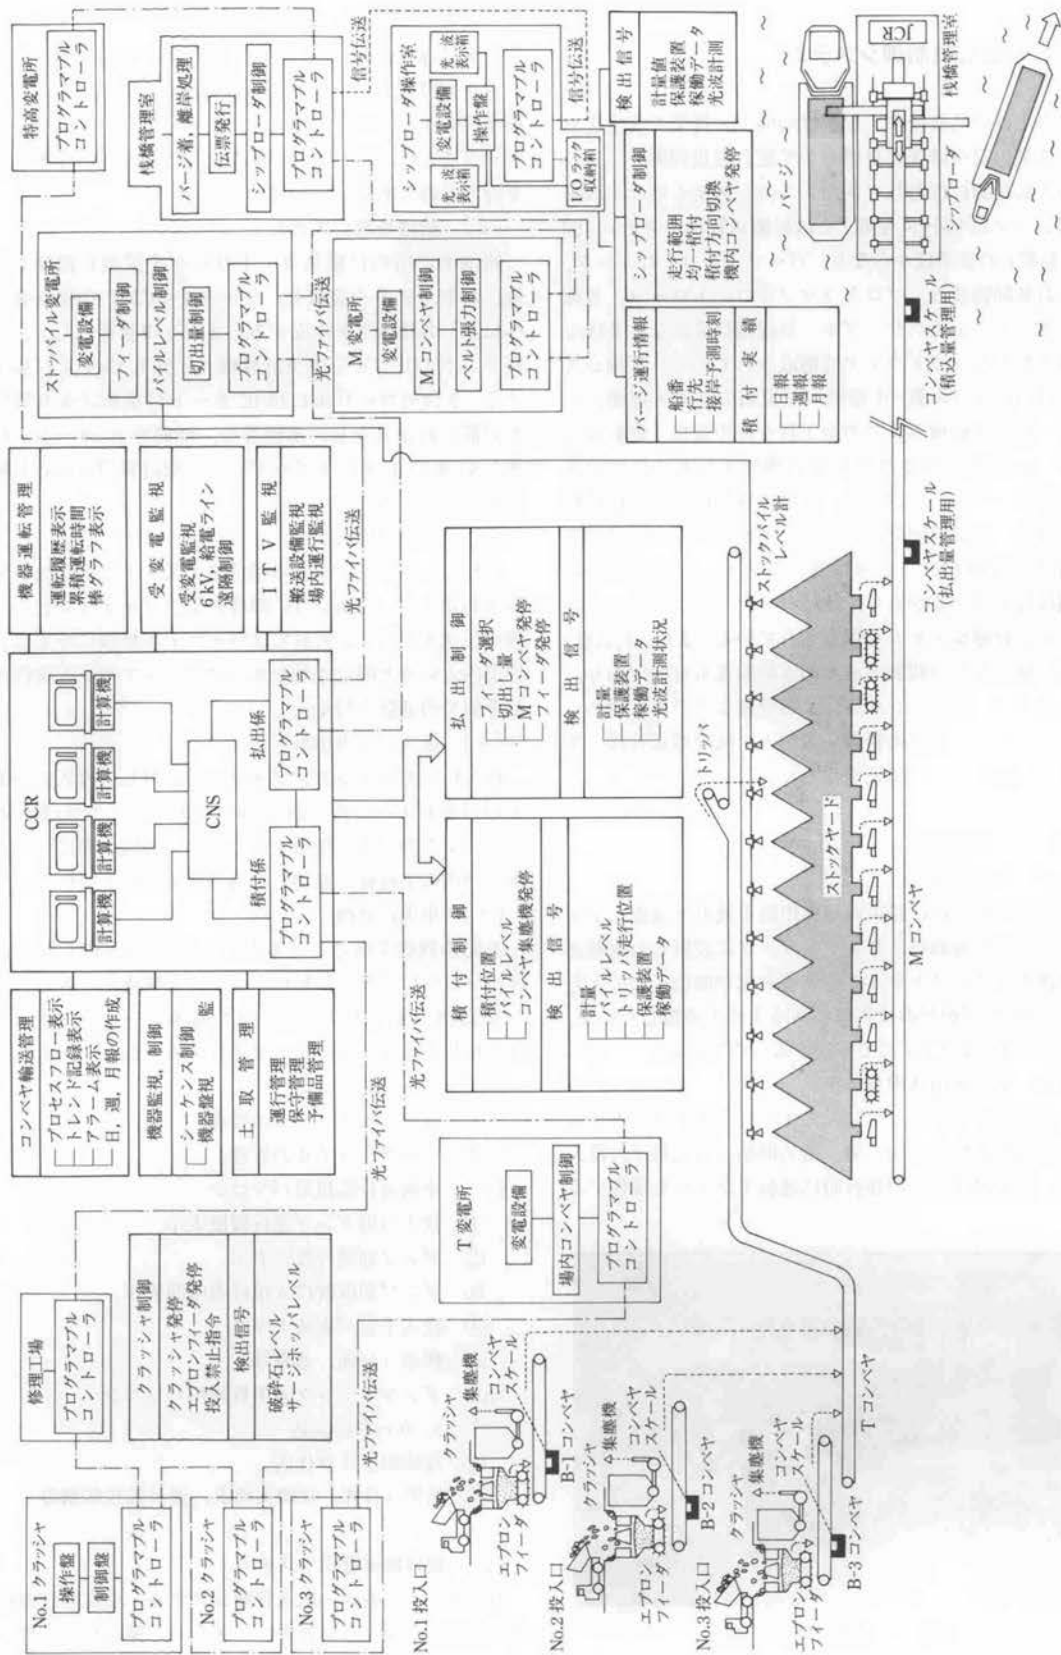 No.1 クラッシャ
操作盤
制御盤
プログラマブル
コントローラ
No.2 クラッシャ
プログラマブル
コントローラ
No.3 クラッシャ
プログラマブル
コントローラ
修理工場
プログラマブル
コントローラ
クラッシャ制御
クラッシャ発停
エプロンフィーダ発停
投入禁止指令
検出信号
破砕石レベル
サージホッパレベル
光ファイバ伝送
コンベヤ輸送管理
プロセスフロー表示
トレンド記録表示
アラーム表示
日, 週, 月報の作成
機器監視, 制御
シーケンス制御 監
機器盤視
土取管理
運行管理
保守管理
予備品管理
光ファイバ伝送
CCR
計算機
計算機
計算機
計算機
CNS
積付係
プログラマブル
コントローラ
払出係
プログラマブル
コントローラ
機器運転管理
運転履歴表示
累積運転時間
棒グラフ表示
受変電監視
受変電監視
6 kV, 給電ライン
遠隔制御
ITV監視
搬送設備監視
場内運行監視
光ファイバ伝送
ストックパイル変電所
変電設備
フィーダ制御
パイルレベル制御
切出量制御
プログラマブル
コントローラ
光ファイバ伝送
特高変電所
プログラマブル
コントローラ
桟橋管理室
バージ着, 離岸処理
伝票発行
シップローダ制御
プログラマブル
コントローラ
信号伝送
T変電所
変電設備
場内コンベヤ制御
プログラマブル
コントローラ
光ファイバ伝送
積付制御
積付位置
パイルレベル
コンベヤ集塵機発停
検出信号
計量
パイルレベル
トリッパ走行位置
保護装置
稼働データ
払出制御
フィーダ選択
切出し量
Mコンベヤ発停
フィーダ発停
検出信号
計量
保護装置
稼働データ
光波計測状況
M変電所
変電設備
Mコンベヤ制御
ベルト張力制御
プログラマブル
コントローラ
シップローダ操作室
光波
表示箱
変電設備
光波
表示箱
操作盤
プログラマブル
コントローラ
I/Oラック
収納箱
信号伝送
バージ運行情報
船番
行先
接岸予測時刻
積付実績
日報
週報
月報
シップローダ制御
走行範囲
均一積付
積付方向切換
機内コンベヤ発停
検出信号
計量値
保護装置
稼働データ
光波計測
No.1 投入口
クラッシャ
集塵機
コンベヤ
スケール
エプロン
フィーダ
B-1 コンベヤ
No.2 投入口
クラッシャ
集塵機
コンベヤ
スケール
エプロン
フィーダ
B-2 コンベヤ
No.3 投入口
クラッシャ
集塵機
コンベヤ
スケール
エプロン
フィーダ
B-3 コンベヤ
Tコンベヤ
トリッパ
ストックパイル
レベル計
ストックヤード
Mコンベヤ
コンベヤスケール
(払出量管理用)
コンベヤスケール
(積込量管理用)
バージ
シップローダ
JCR
桟橋管理室